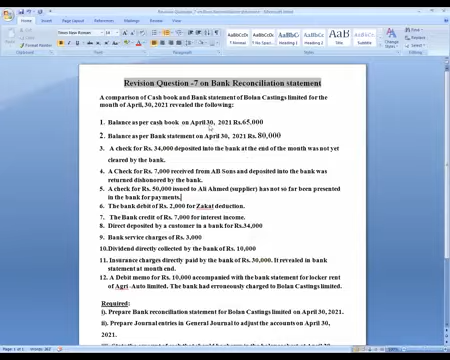 Revision Question -7 on Bank Reconciliation statement
A comparison of Cash book and Bank statement of Bolan Castings limited for the
month of April, 30, 2021 revealed the following:
1. Balance as per cash book on April 30, 2021 Rs.65,000
2. Balance as per Bank statement on April 30, 2021 Rs. 80,000
3. A check for Rs. 34,000 deposited into the bank at the end of the month was not yet
cleared by the bank.
4. A Check for Rs. 7,000 received from AB Sons and deposited into the bank was
returned dishonored by the bank.
5. A check for Rs. 50,000 issued to Ali Ahmed (supplier) has not so far been presented
in the bank for payments.
6. The bank debit of Rs. 2,000 for Zakat deduction.
7. The Bank credit of Rs. 7,000 for interest income.
8. Direct deposited by a customer in a bank for Rs.34,000
9. Bank service charges of Rs. 3,000
10.Dividend directly collected by the bank of Rs. 10,000
11. Insurance charges directly paid by the bank of Rs. 30,000. It revealed in bank
statement at month end.
12. A Debit memo for Rs. 10,000 accompanied with the bank statement for locker rent
of Agri -Auto limited. The bank had erroneously charged to Bolan Castings limited.
Required:
i). Prepare Bank reconciliation statement for Bolan Castings limited on April 30, 2021.
ii). Prepare Journal entries in General Journal to adjust the accounts on April 30,
2021.